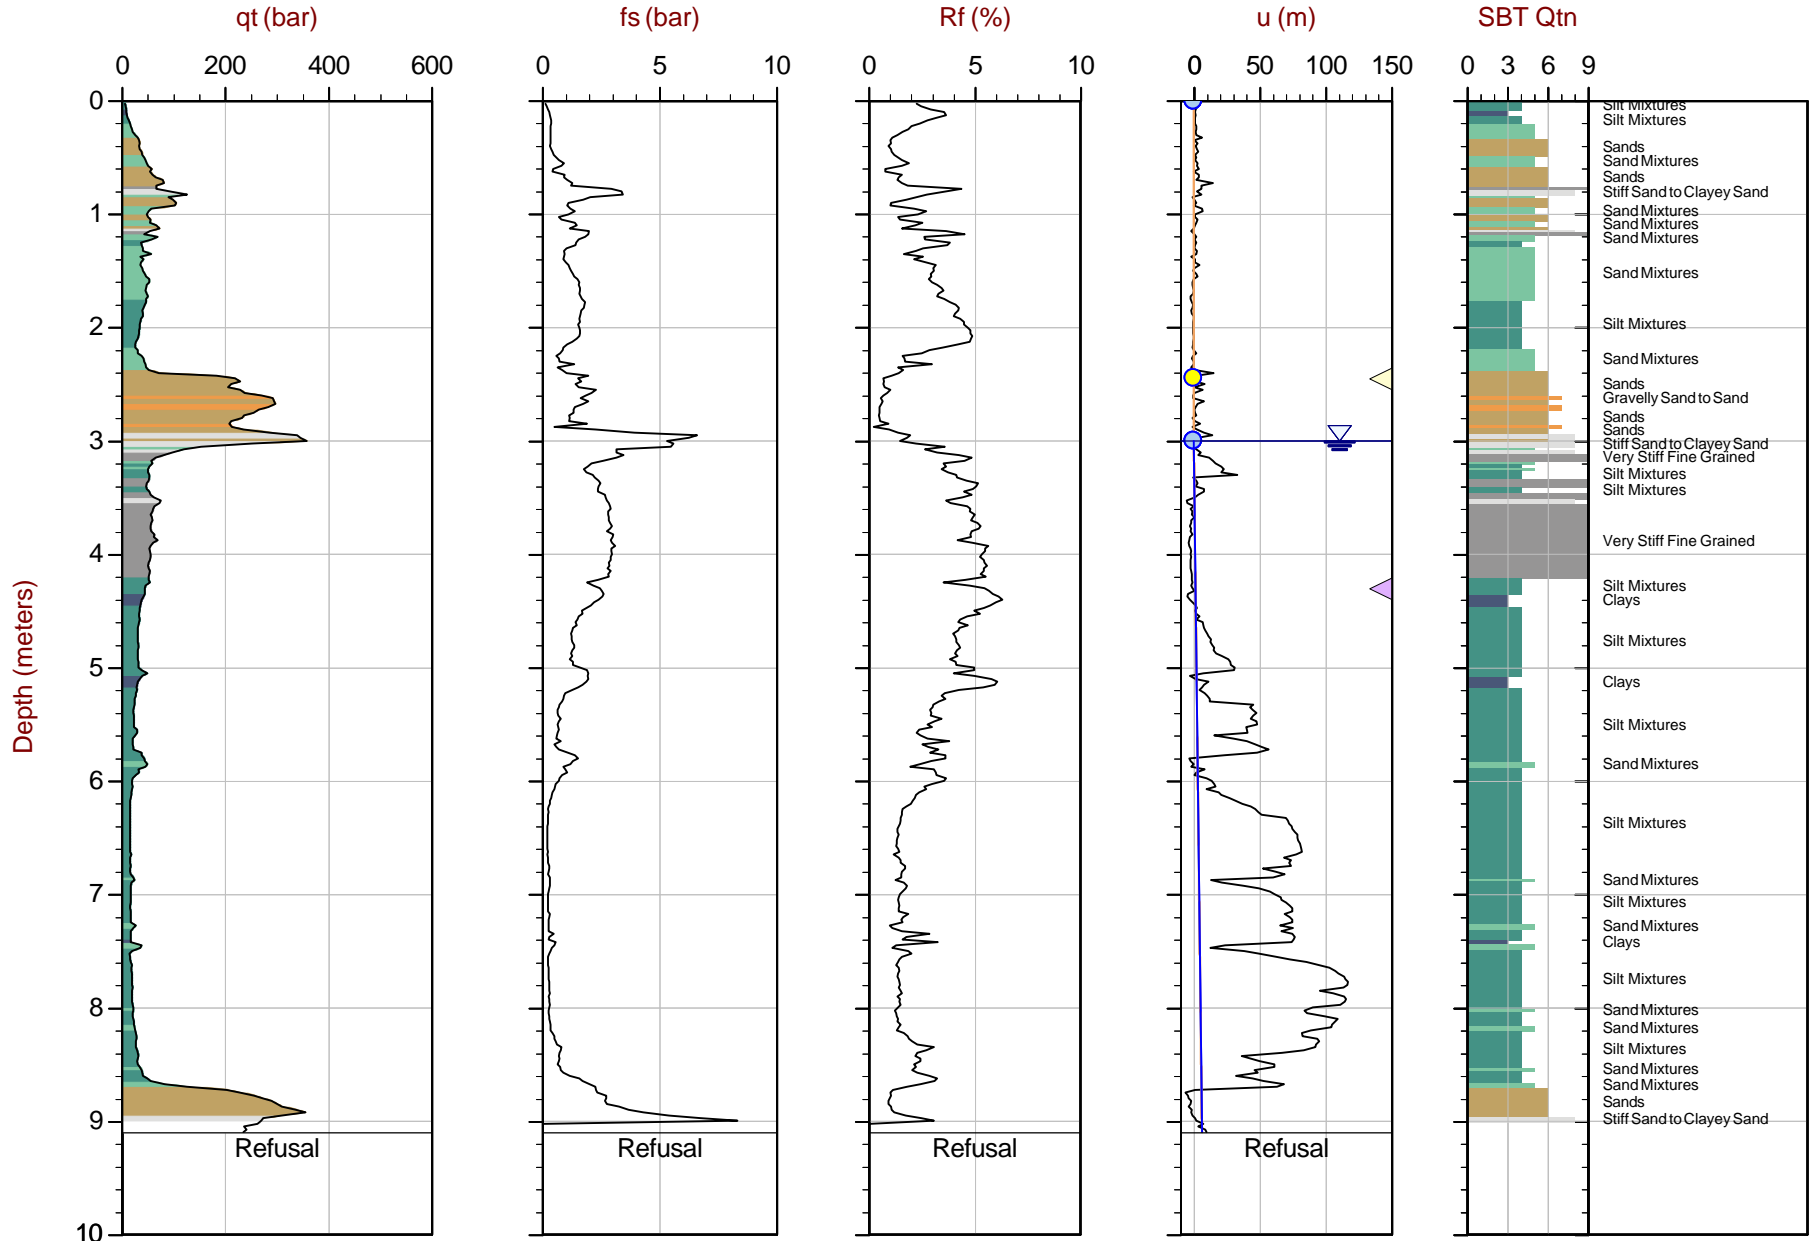 qt (bar) fs (bar) Rf (%) u (m) SBT Qtn
0 200 400 600 0 5 10 0 5 10 0 50 100 150 0 3 6 9
0
1
2
3
4
5
6
7
8
9
10
Depth (meters)
Refusal Refusal Refusal Refusal
Silt Mixtures
Silt Mixtures
Sands
Sand Mixtures
Sands
Stiff Sand to Clayey Sand
Sand Mixtures
Sand Mixtures
Sand Mixtures
Sand Mixtures
Silt Mixtures
Sand Mixtures
Sands
Gravelly Sand to Sand
Sands
Sands
Stiff Sand to Clayey Sand
Very Stiff Fine Grained
Silt Mixtures
Silt Mixtures
Very Stiff Fine Grained
Silt Mixtures
Clays
Silt Mixtures
Clays
Silt Mixtures
Sand Mixtures
Silt Mixtures
Sand Mixtures
Silt Mixtures
Sand Mixtures
Clays
Silt Mixtures
Sand Mixtures
Sand Mixtures
Silt Mixtures
Sand Mixtures
Sand Mixtures
Sands
Stiff Sand to Clayey Sand